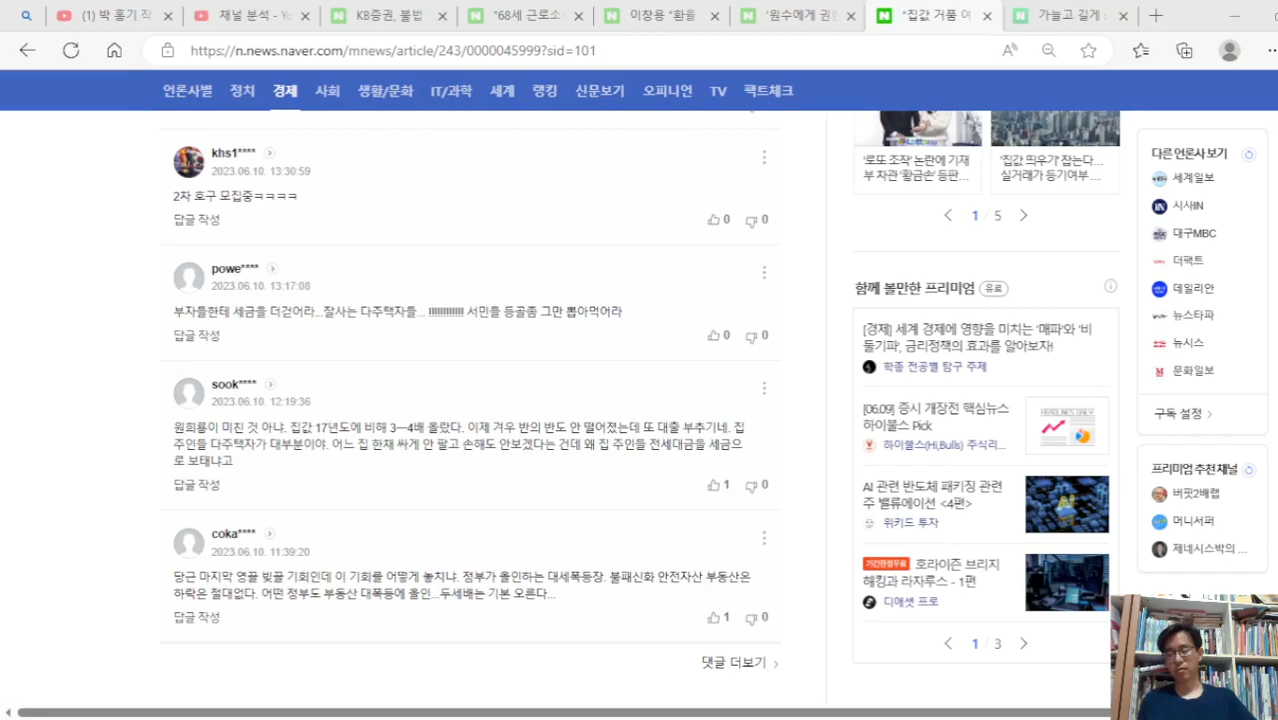 (1) 박 홍기 작
채널 분석 - Yo
KB증권, 불법
"68세 근로소
이창용 "환율
'원수에게 권한
"집값 거품 여
가늘고 길게
https://n.news.naver.com/mnews/article/243/0000045999?sid=101
언론사별 정치 경제 사회 생활/문화 IT/과학 세계 랭킹 신문보기 오피니언 TV 팩트체크
khs1****
2023.06.10. 13:30:59
2차 호구 모집중ㅋㅋㅋㅋ
답글 작성
0 0
powe****
2023.06.10. 13:17:08
부자들한테 세금을 더걷어라...잘사는 다주택자들... !!!!!!!!!!!!! 서민들 등골좀 그만 뽑아먹어라
답글 작성
0 0
sook****
2023.06.10. 12:19:36
원희룡이 미친 것 아냐. 집값 17년도에 비해 3—4배 올랐다. 이제 겨우 반의 반도 안 떨어졌는데 또 대출 부추기네. 집
주인들 다주택자가 대부분이야. 어느 집 한채 싸게 안 팔고 손해도 안보겠다는 건데 왜 집 주인들 전세대금을 세금으
로 보태냐고
답글 작성
1 0
coka****
2023.06.10. 11:39:20
당근 마지막 영끌 빚끌 기회인데 이 기회를 어떻게 놓치냐. 정부가 올인하는 대세폭등장. 불패신화 안전자산 부동산은
하락은 절대없다. 어떤 정부도 부동산 대폭등에 올인...두세배는 기본 오른다...
답글 작성
1 0
댓글 더보기
'로또 조작' 논란에 기재
부 차관 '황금손' 등판...
'집값 띄우기' 잡는다...
실거래가 등기여부 ...
1 / 5
함께 볼만한 프리미엄 유료
[경제] 세계 경제에 영향을 미치는 '매파'와 '비
둘기파', 금리정책의 효과를 알아보자!
학종 전공별 탐구 주제
[06.09] 증시 개장전 핵심뉴스
하이불스 Pick
하이불스(Hi,Bulls) 주식리...
HEADLINES DAILY
AI 관련 반도체 패키징 관련
주 밸류에이션 <4편>
위키드 투자
AI
기간한정무료 호라이즌 브리지
해킹과 라자루스 - 1편
디애셋 프로
1 / 3
다른 언론사 보기
세계일보
시사IN
대구MBC
더팩트
데일리안
뉴스타파
뉴시스
문화일보
구독 설정
프리미엄 추천 채널
버핏2배랩
머니서퍼
제네시스박의 ...